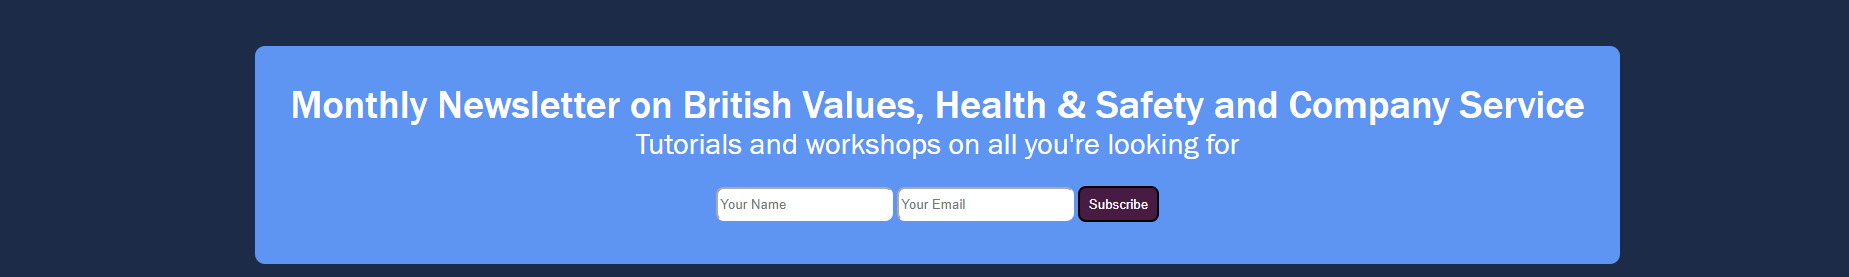 Monthly Newsletter on British Values, Health & Safety and Company Service
Tutorials and workshops on all you're looking for
Your Name Your Email Subscribe